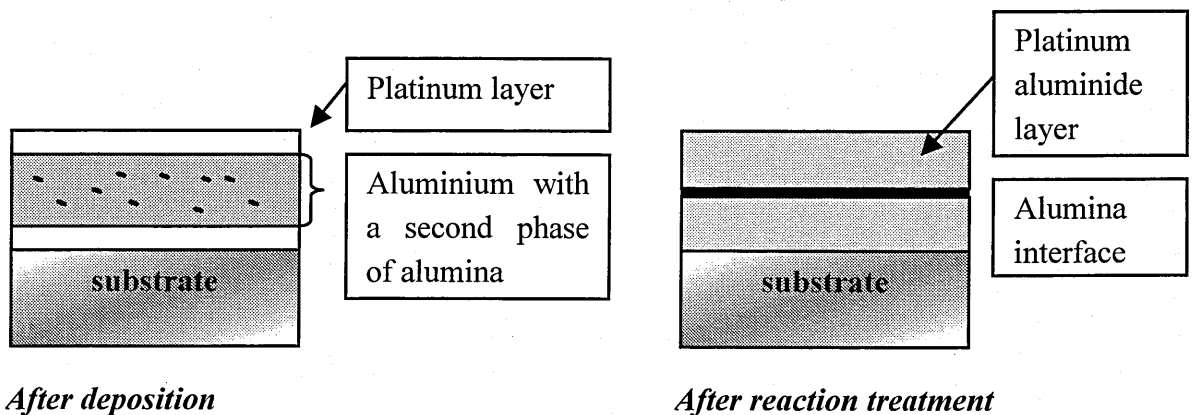 Platinum layer
Aluminium with
a second phase
of alumina
substrate
After deposition
Platinum
aluminide
layer
Alumina
interface
substrate
After reaction treatment